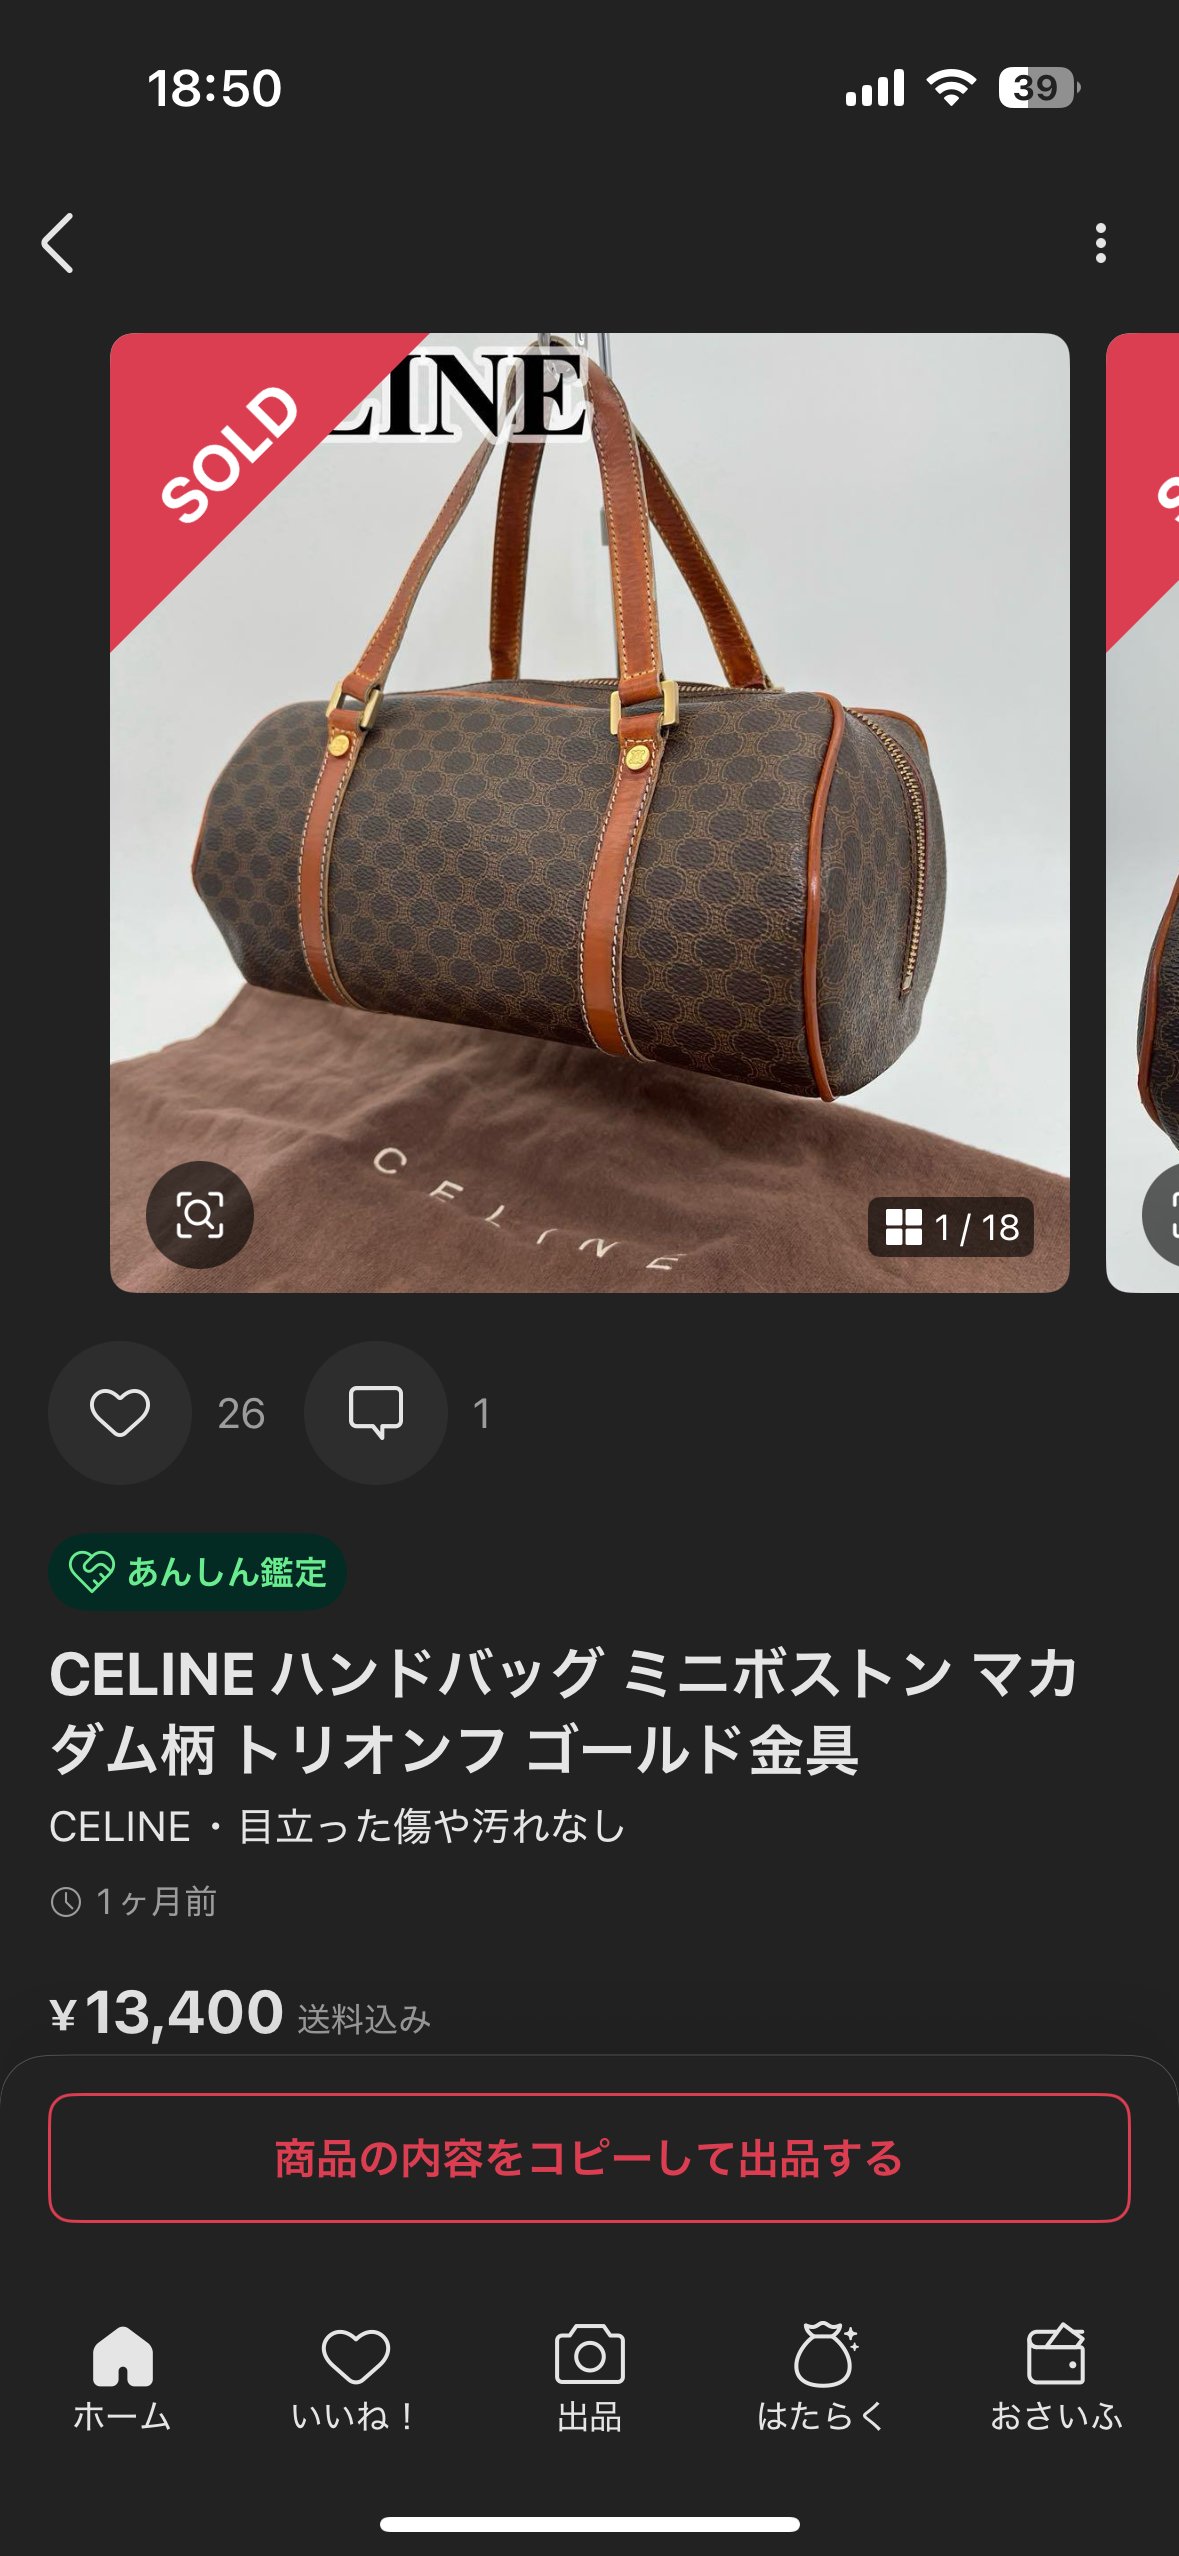 18:50
39
SOLD
LINE
CELINE
1 / 18
26
1
あんしん鑑定
CELINE ハンドバッグ ミニボストン マカ
ダム柄 トリオンフ ゴールド金具
CELINE・目立った傷や汚れなし
1ヶ月前
¥13,400 送料込み
商品の内容をコピーして出品する
ホーム
いいね！
出品
はたらく
おさいふ